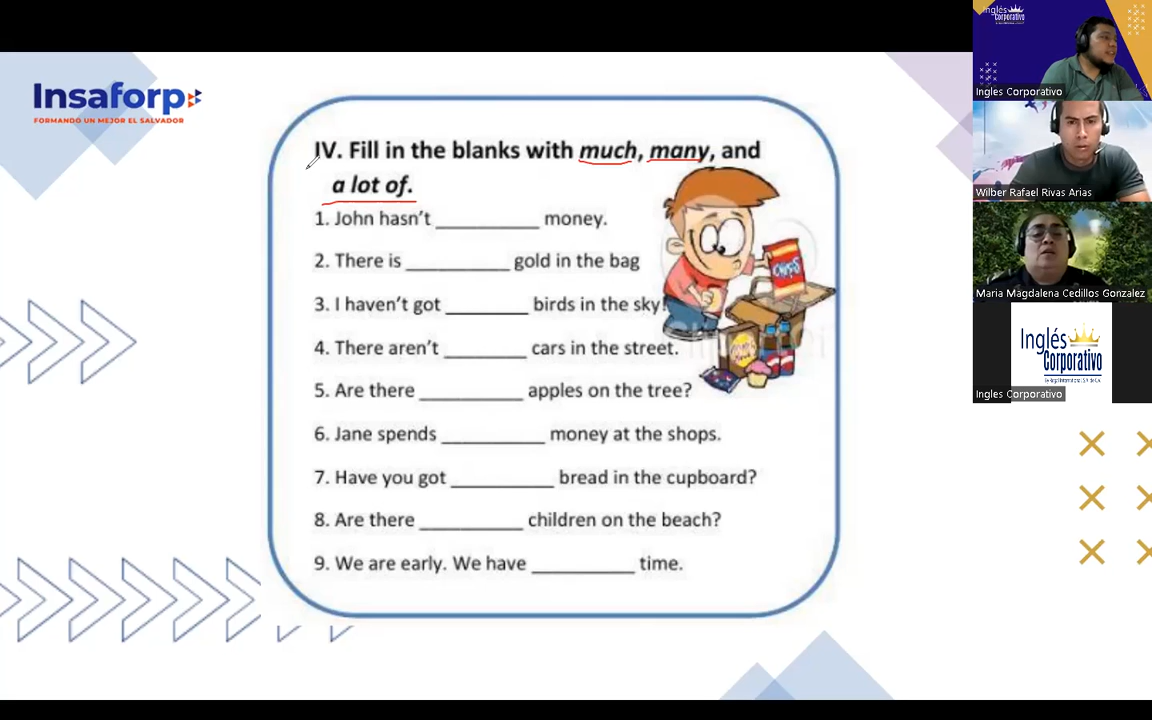 Insaforp
FORMANDO UN MEJOR EL SALVADOR
IV. Fill in the blanks with much, many, and
a lot of.
1. John hasn't __________ money.
2. There is __________ gold in the bag
3. I haven't got ________ birds in the sky!
4. There aren't ________ cars in the street.
5. Are there __________ apples on the tree?
6. Jane spends __________ money at the shops.
7. Have you got __________ bread in the cupboard?
8. Are there __________ children on the beach?
9. We are early. We have __________ time.
CHIPS
Inglés
Corporativo
Ingles Corporativo
Wilber Rafael Rivas Arias
Maria Magdalena Cedillos Gonzalez
Inglés
Corporativo
Ingles Corporativo